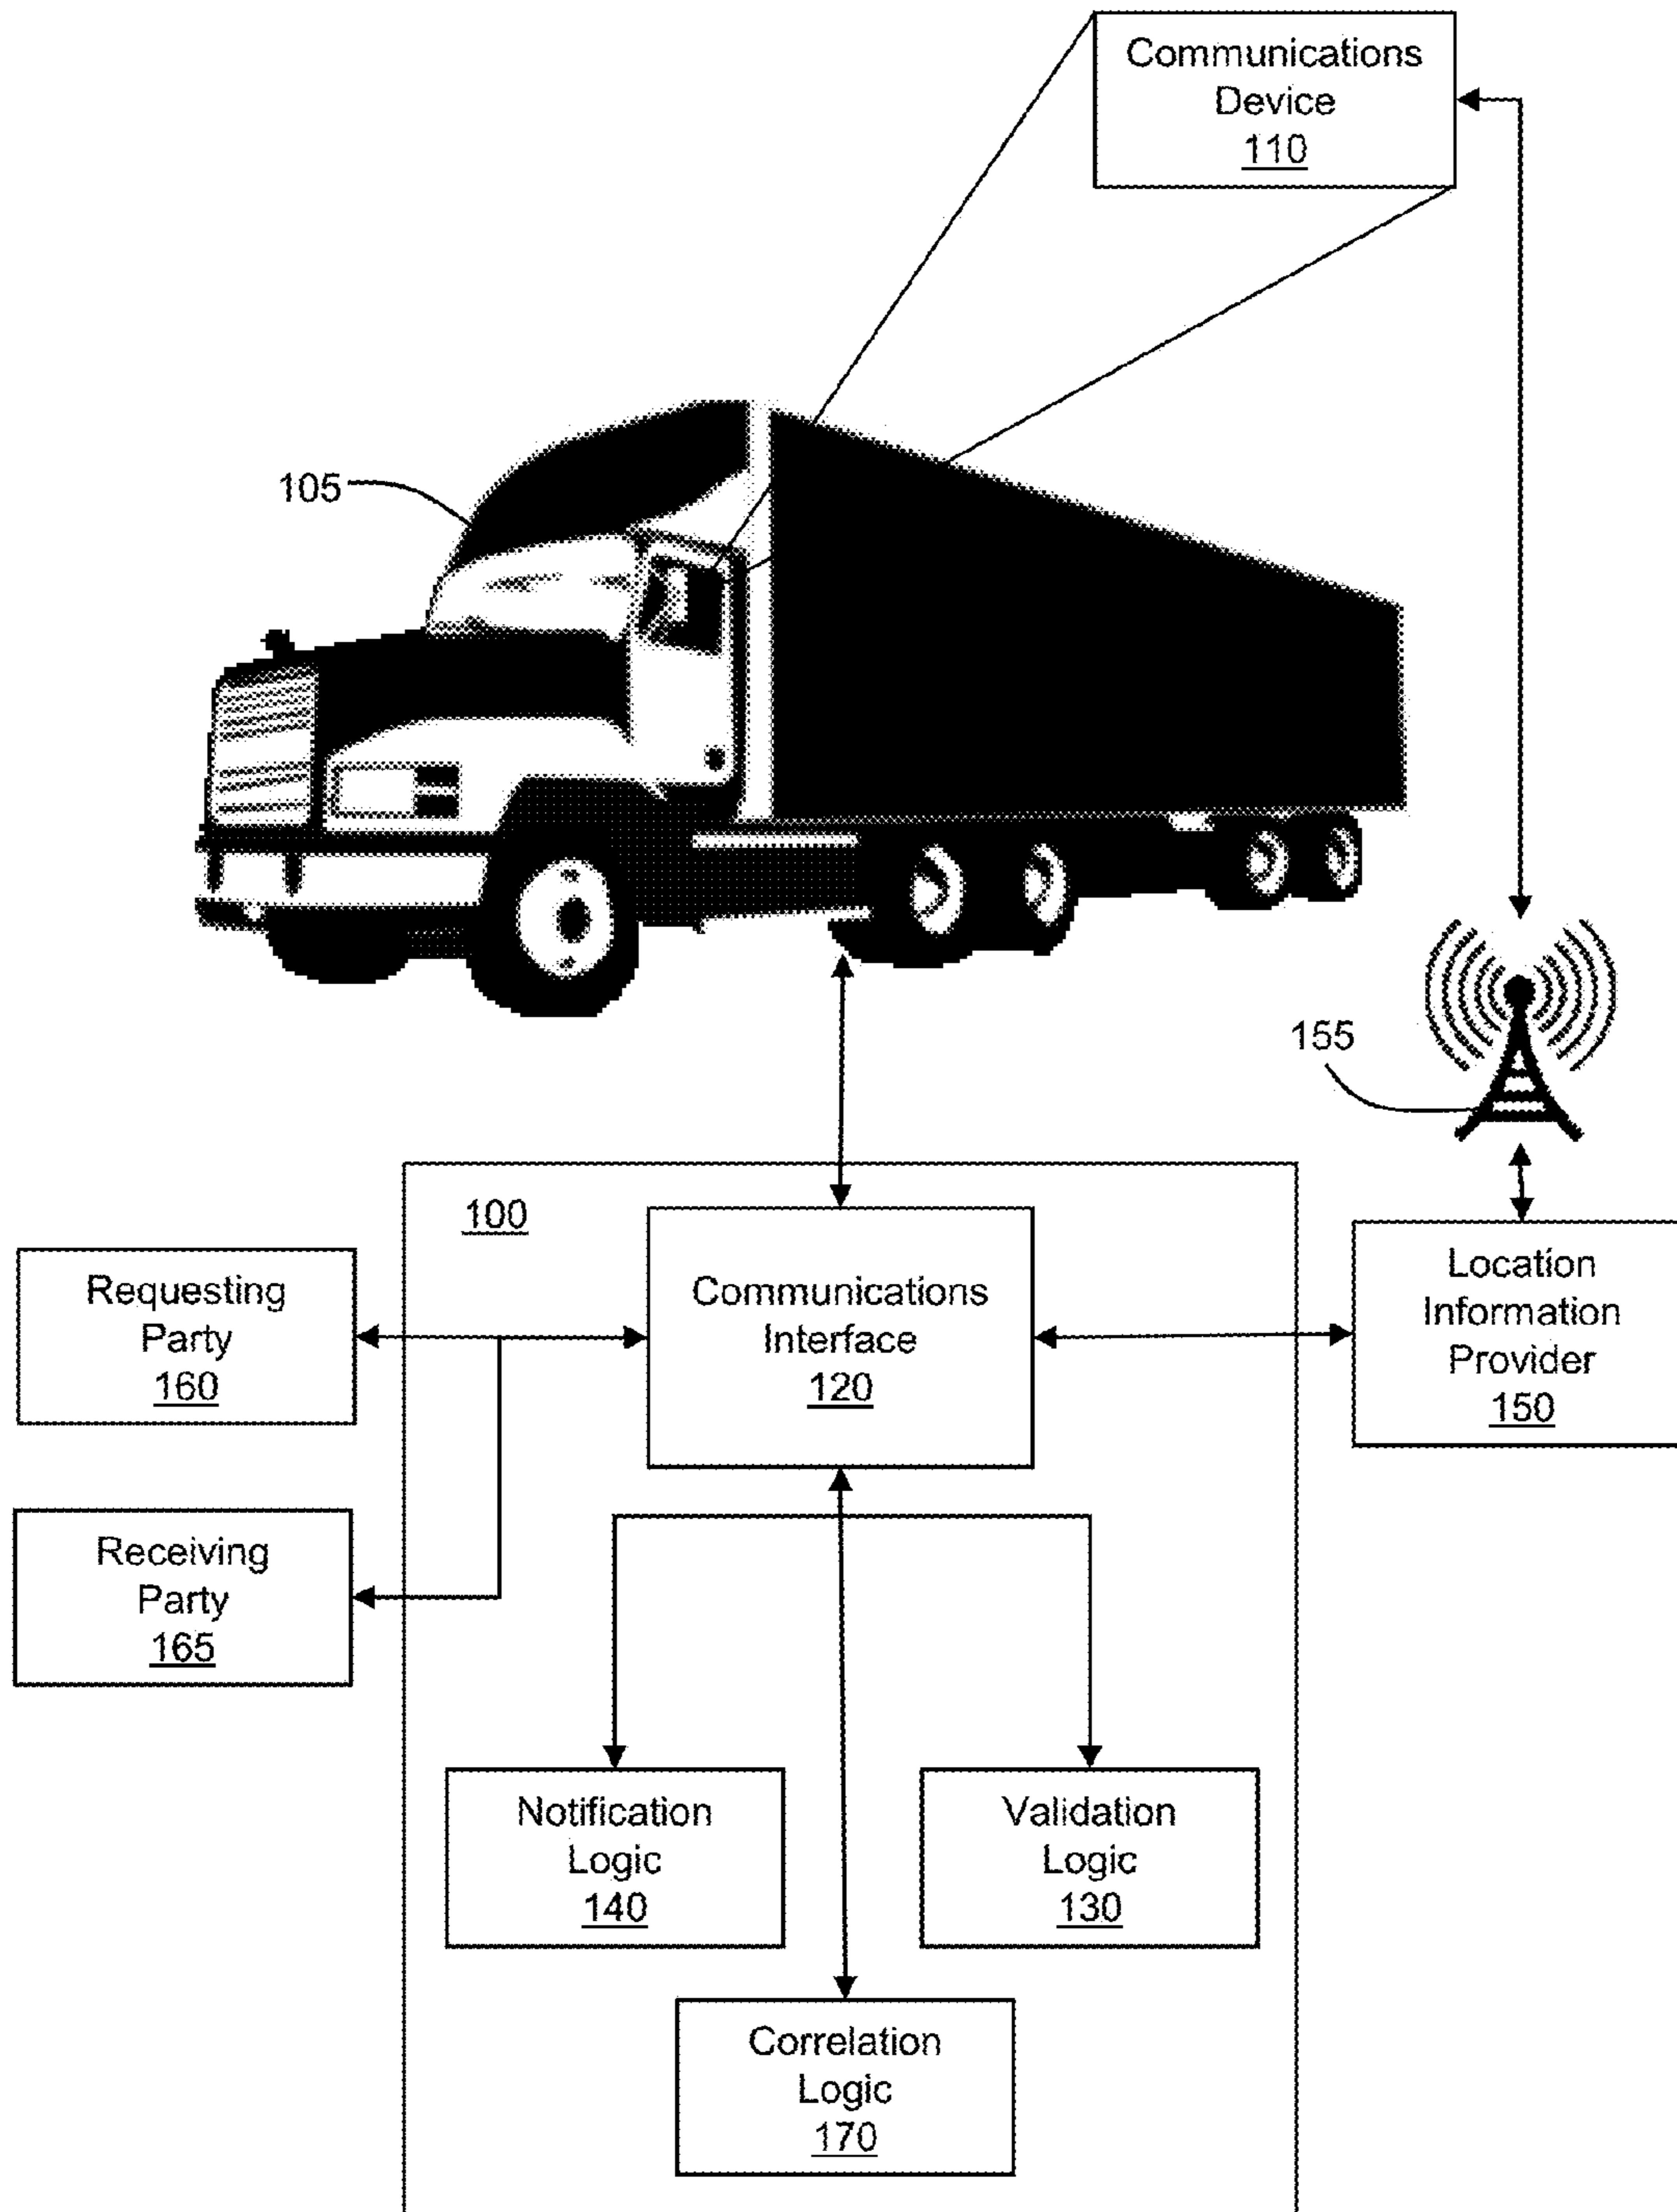 Communications
Device
110
105
155
100
Requesting
Party
160
Communications
Interface
120
Location
Information
Provider
150
Receiving
Party
165
Notification
Logic
140
Validation
Logic
130
Correlation
Logic
170